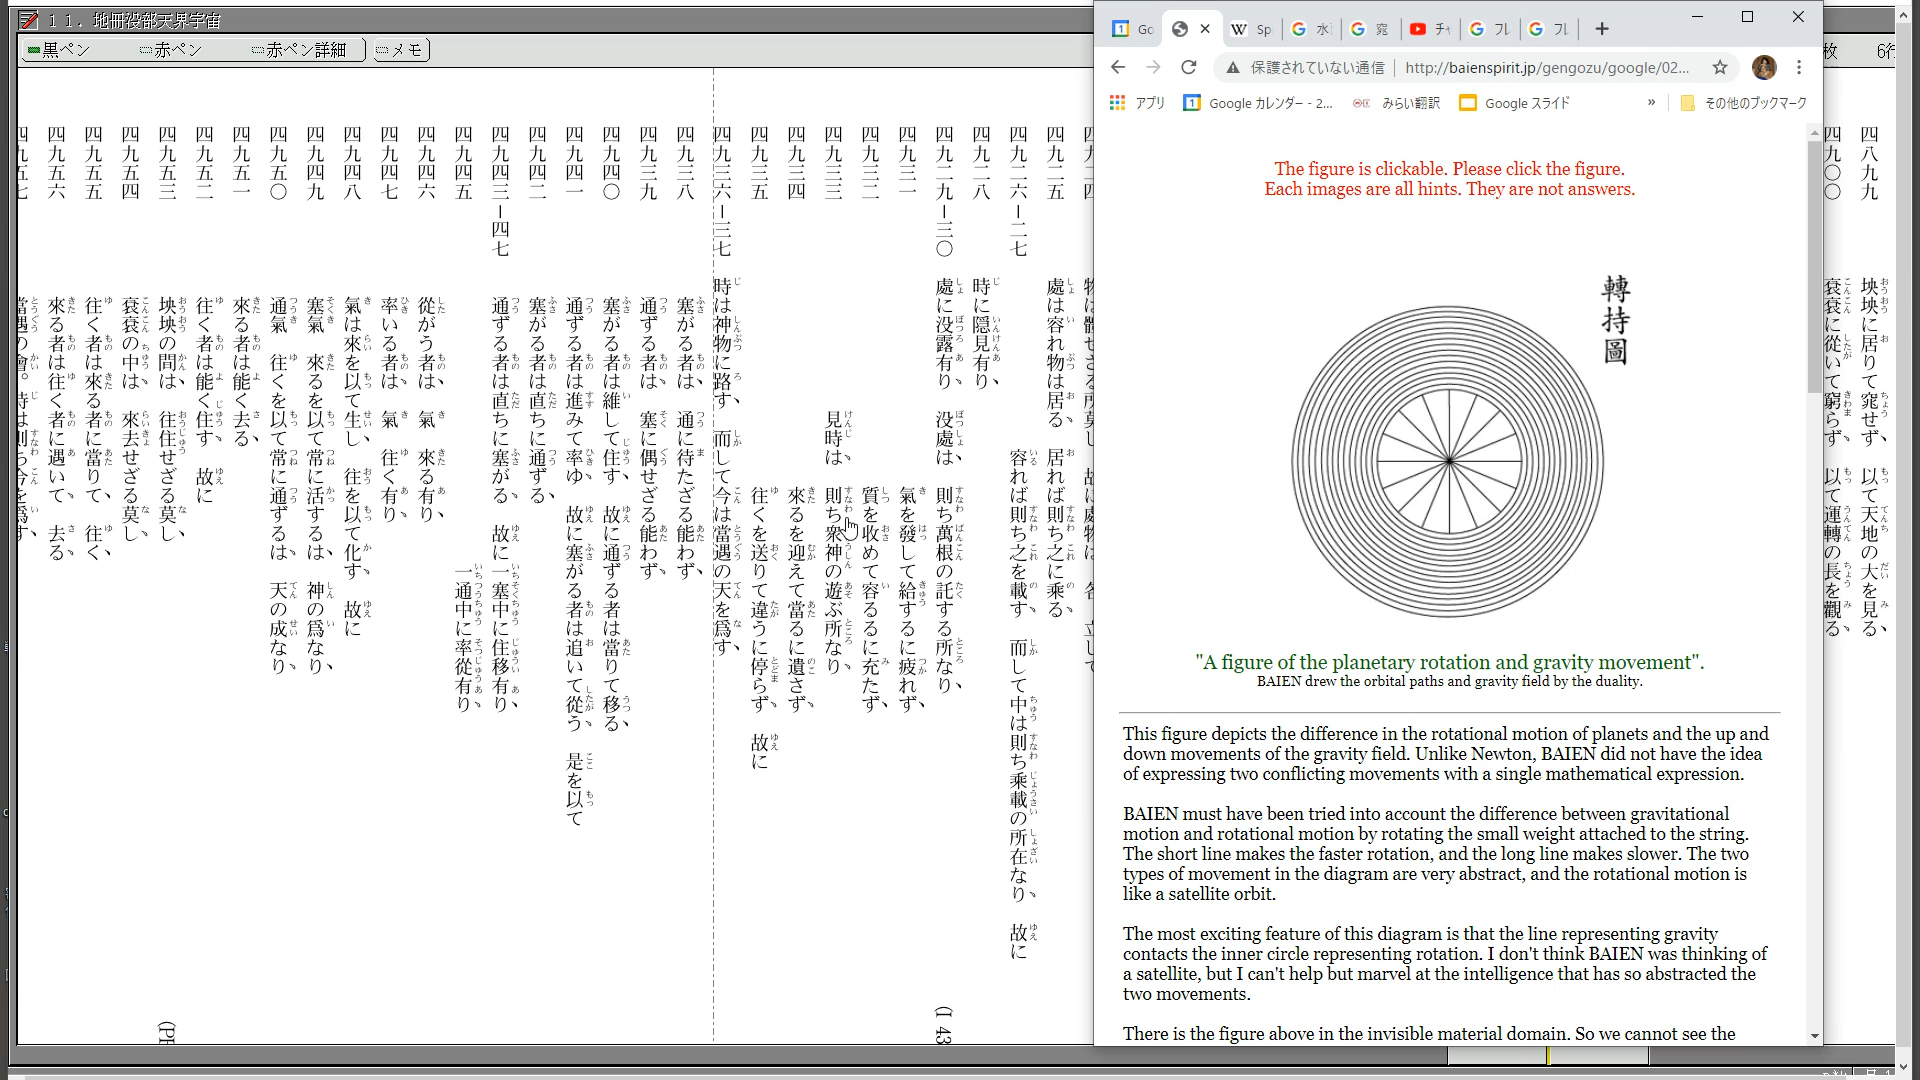 １１．地冊没部天界宇宙
黒ペン 赤ペン 赤ペン詳細 メモ
枚 6行
四八九九 坱坱に居りて窕せず、 以て天地の大を見る、
四九〇〇 袞袞に從いて窮らず、 以て運轉の長を觀る、
四九二五 處は容れ物は居る、 居れば則ち之に乘る、
四九二六ー二七 容れば則ち之を載す、 而して中は則ち乘載の所在なり、 故に
四九二八 時に隱見有り、
四九二九ー三〇 處に没露有り、 没處は、 則ち萬根の託する所なり、 (I 43
四九三一 氣を發して給するに疲れず、
四九三二 質を收めて容るるに充たず、
四九三三 見時は、 則ち衆神の遊ぶ所なり、
四九三四 來るを迎えて當るに遺さず、
四九三五 往くを送りて違うに停らず、 故に
四九三六ー三七 時は神物に路す、 而して今は當遇の天を爲す、
四九三八 塞がる者は、 通に待たざる能わず、
四九三九 通ずる者は、 塞に偶せざる能わず、
四九四〇 塞がる者は維して住す、 故に通ずる者は當りて移る、
四九四一 通ずる者は進みて率ゆ、 故に塞がる者は追いて從う、 是を以て
四九四二 塞がる者は直ちに通ずる、
四九四三ー四七 通ずる者は直ちに塞がる、 故に一塞中に住移有り、
四九四五 一通中に率從有り、
四九四六 從がう者は、 氣 來る有り、
四九四七 率いる者は、 氣 往く有り、
四九四八 氣は來を以て生し、 往を以て化す、 故に
四九四九 塞氣 來るを以て常に活するは、 神の爲なり、
四九五〇 通氣 往くを以て常に通ずるは、 天の成なり、
四九五一 來る者は能く去る、
四九五二 往く者は能く住す、 故に
四九五三 坱坱の間は、 往住せざる莫し、 (PI
四九五四 袞袞の中は、 來去せざる莫し、
四九五五 往く者は來る者に當りて、 往く、
四九五六 來る者は往く者に遇いて、 去る、
Go
Sp
水
窕
チャ
フレ
フレ
保護されていない通信 http://baienspirit.jp/gengozu/google/02...
アプリ Google カレンダー - 2... みらい翻訳 Google スライド » その他のブックマーク
The figure is clickable. Please click the figure.
Each images are all hints. They are not answers.
轉持圖
"A figure of the planetary rotation and gravity movement".
BAIEN drew the orbital paths and gravity field by the duality.
This figure depicts the difference in the rotational motion of planets and the up and
down movements of the gravity field. Unlike Newton, BAIEN did not have the idea
of expressing two conflicting movements with a single mathematical expression.
BAIEN must have been tried into account the difference between gravitational
motion and rotational motion by rotating the small weight attached to the string.
The short line makes the faster rotation, and the long line makes slower. The two
types of movement in the diagram are very abstract, and the rotational motion is
like a satellite orbit.
The most exciting feature of this diagram is that the line representing gravity
contacts the inner circle representing rotation. I don't think BAIEN was thinking of
a satellite, but I can't help but marvel at the intelligence that has so abstracted the
two movements.
There is the figure above in the invisible material domain. So we cannot see the